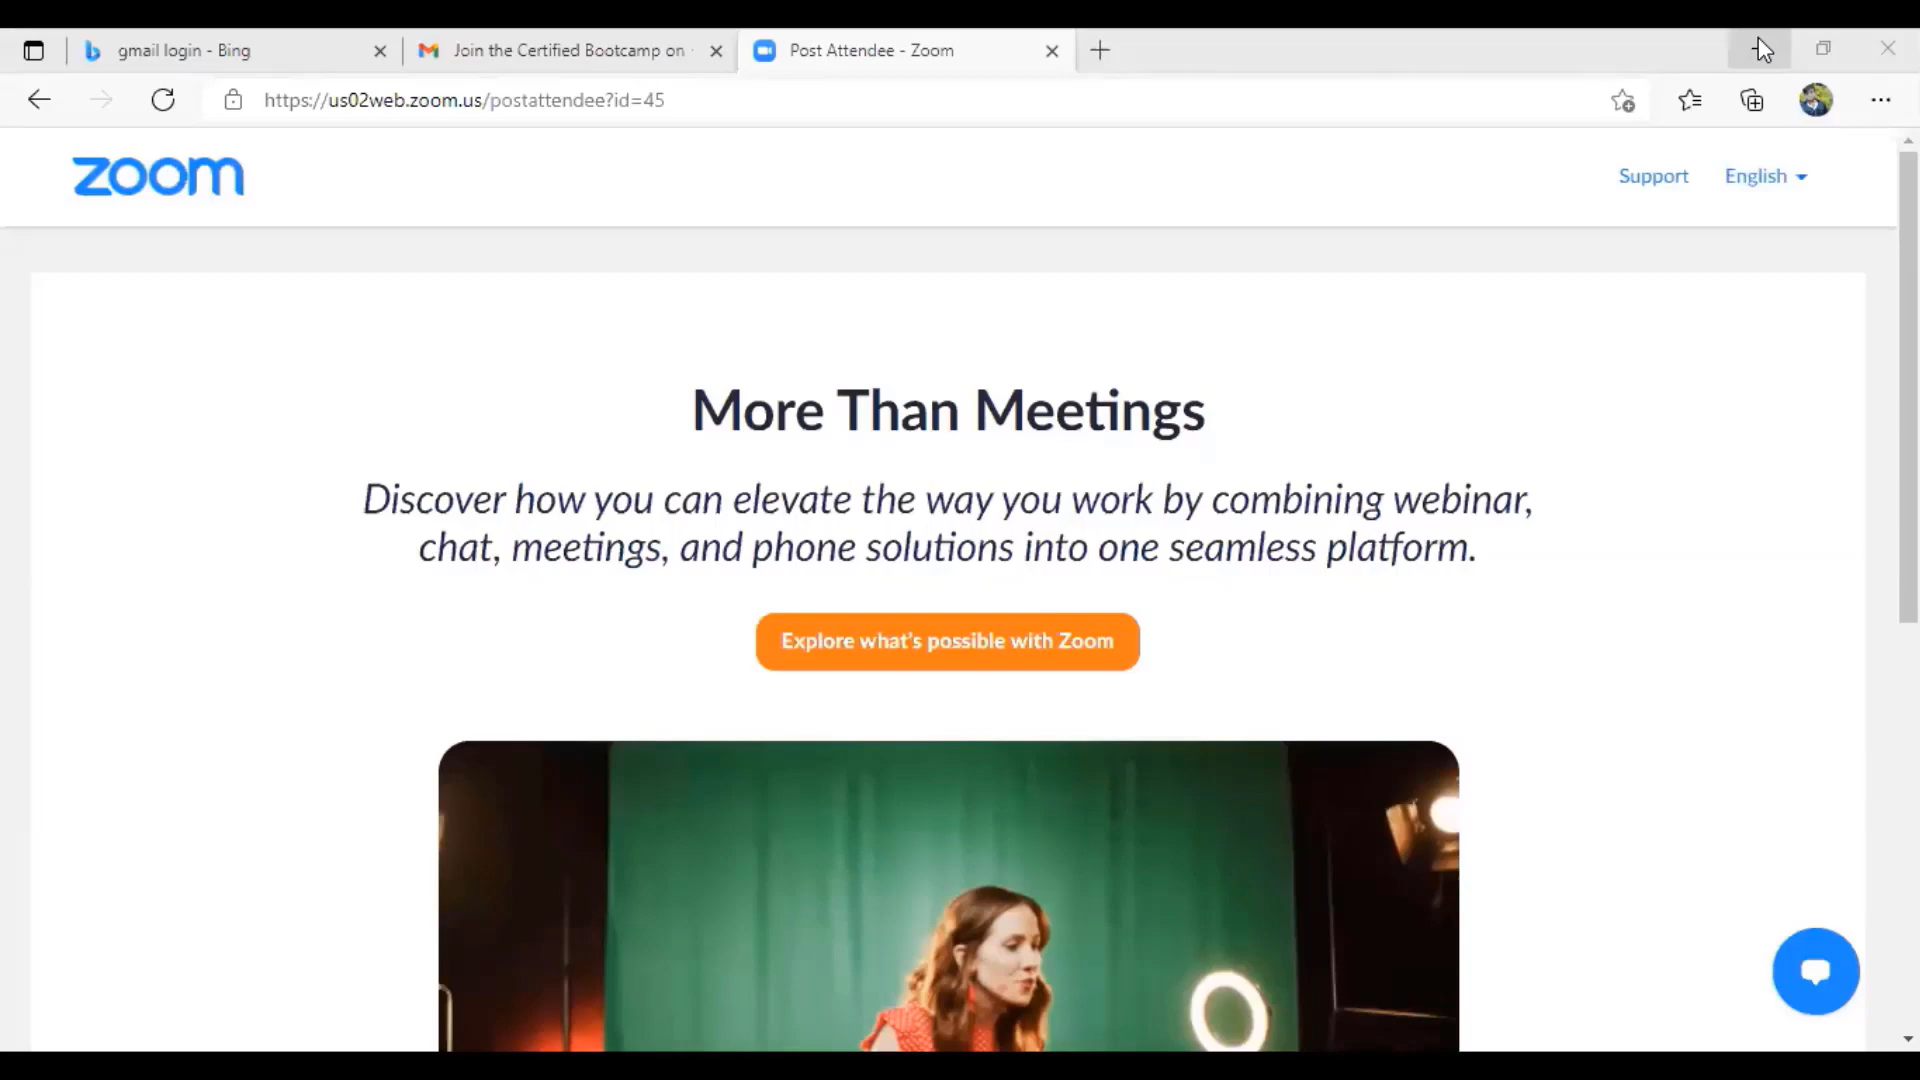 gmail login - Bing
Join the Certified Bootcamp on
Post Attendee - Zoom
https://us02web.zoom.us/postattendee?id=45
zoom
Support
English
More Than Meetings
Discover how you can elevate the way you work by combining webinar,
chat, meetings, and phone solutions into one seamless platform.
Explore what's possible with Zoom